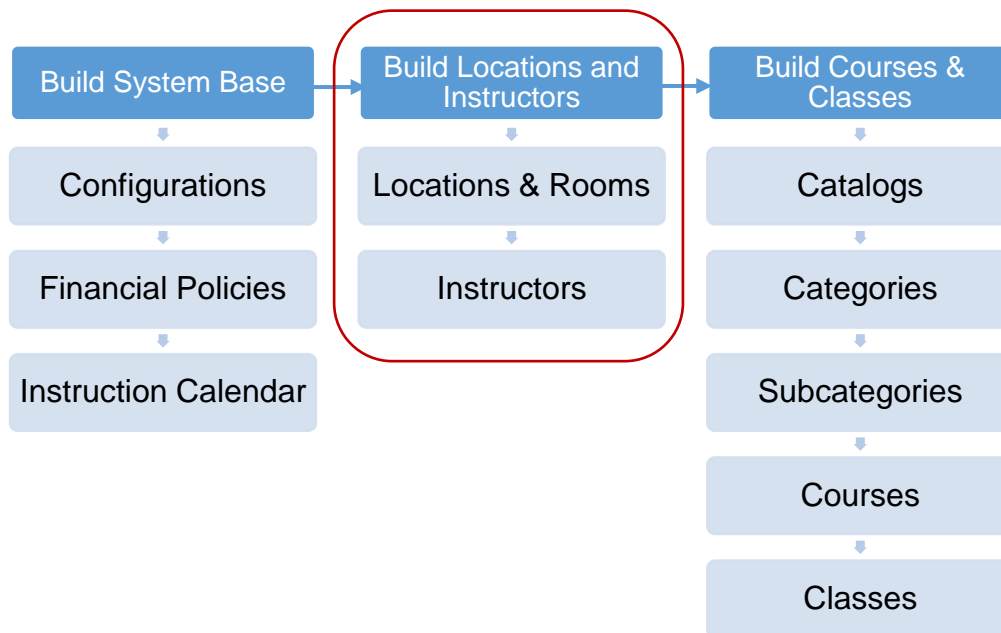 Build System Base
Configurations
Financial Policies
Instruction Calendar
Build Locations and
Instructors
Locations & Rooms
Instructors
Build Courses &
Classes
Catalogs
Categories
Subcategories
Courses
Classes